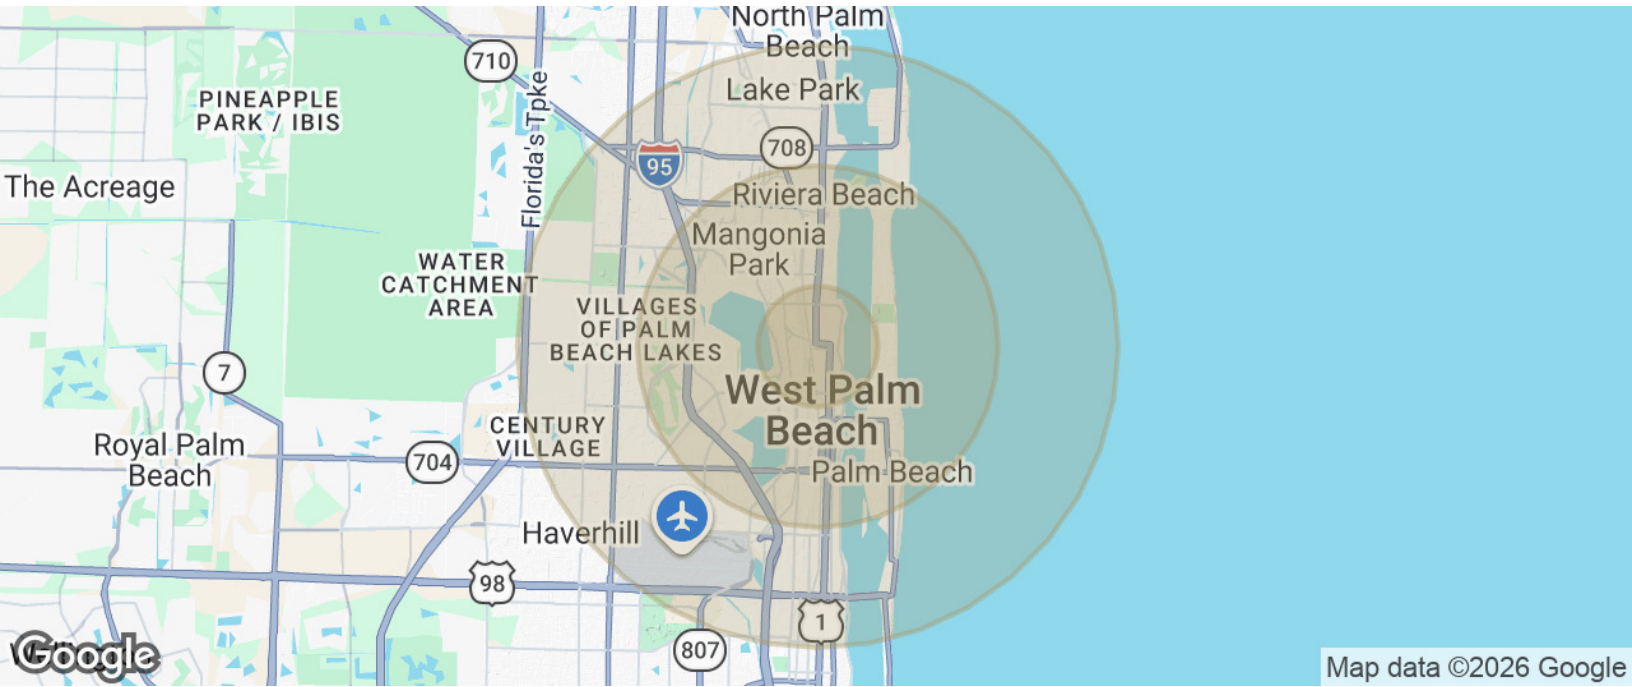 North Palm
Beach
710
Lake Park
PINEAPPLE
PARK / IBIS
Florida's Tpke
708
95
The Acreage
Riviera Beach
Mangonia
Park
WATER
CATCHMENT
AREA
VILLAGES
OF PALM
BEACH LAKES
7
West Palm
Beach
CENTURY
VILLAGE
Royal Palm
Beach
704
Palm Beach
Haverhill
98
1
807
Google
Map data ©2026 Google